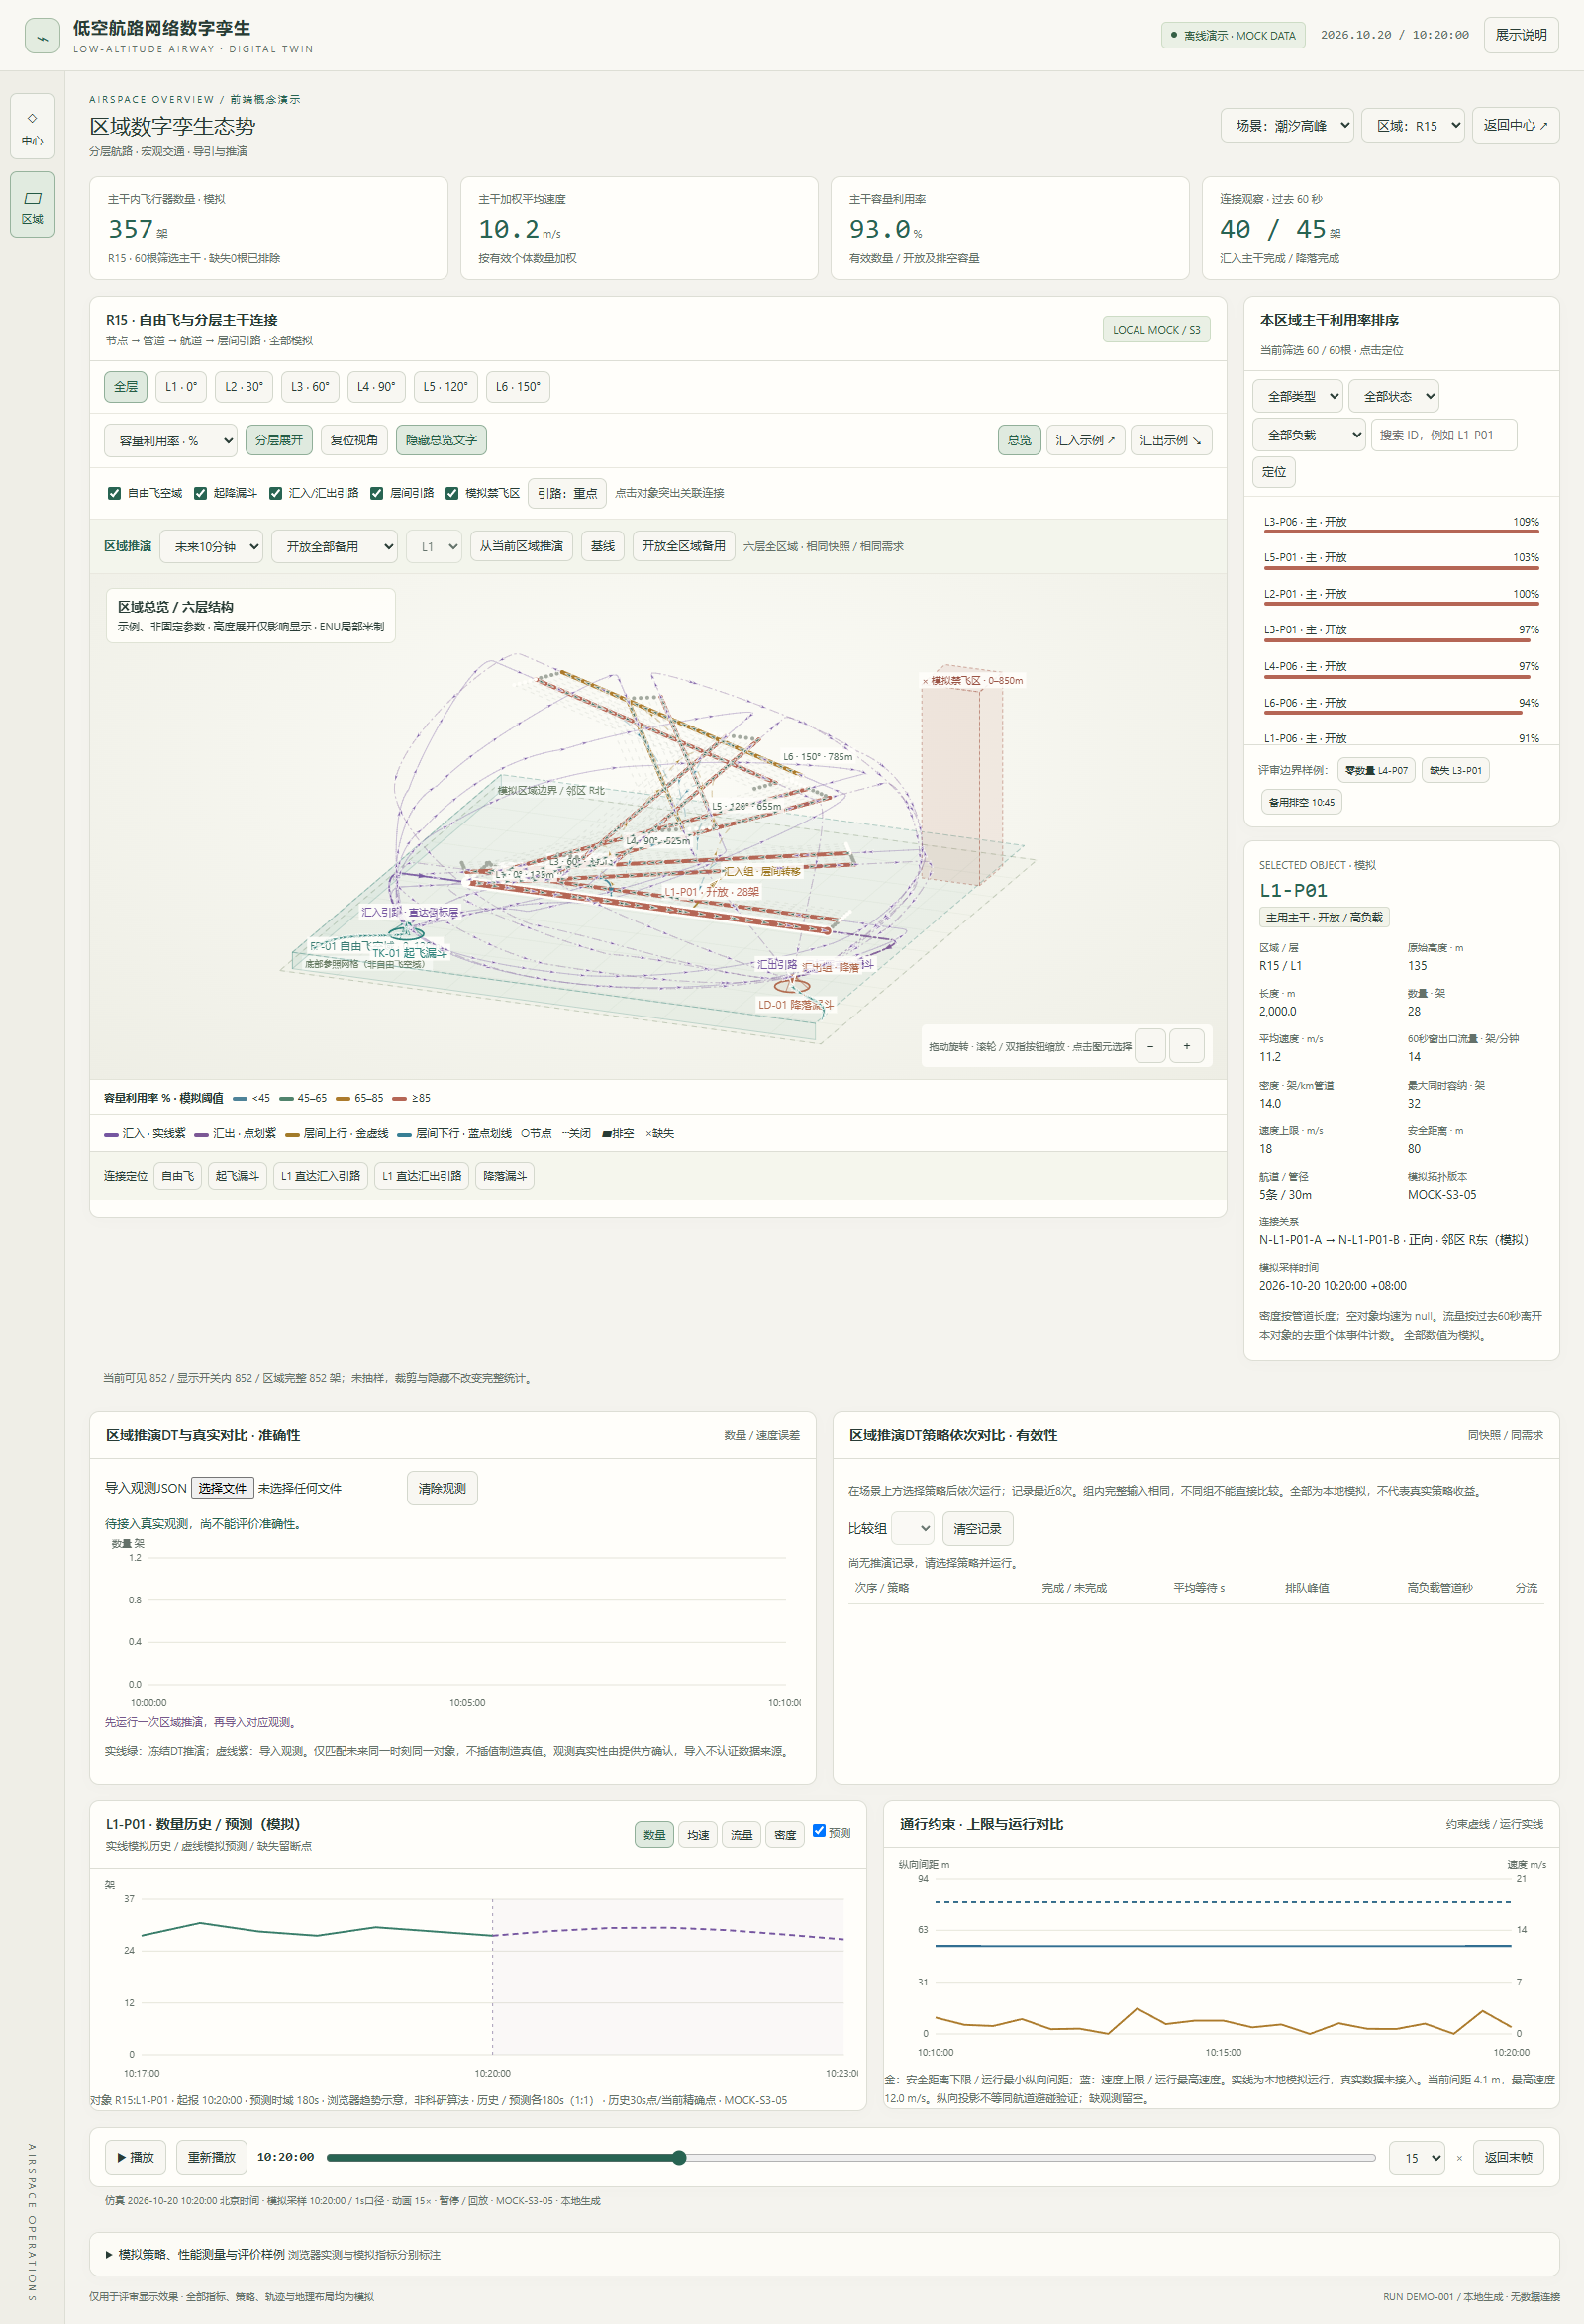 低空航路网络数字孪生
LOW-ALTITUDE AIRWAY · DIGITAL TWIN
离线演示 · MOCK DATA
2026.10.20 / 10:20:00
展示说明
中心
区域
AIRSPACE OVERVIEW / 前端概念演示
区域数字孪生态势
分层航路 · 宏观交通 · 导引与推演
场景：潮汐高峰
区域：R15
返回中心 ↗
主干内飞行器数量 · 模拟
357 架
R15 · 60根筛选主干 · 缺失0根已排除
主干加权平均速度
10.2 m/s
按有效个体数量加权
主干容量利用率
93.0 %
有效数量 / 开放及排空容量
连接观察 · 过去 60 秒
40 / 45 架
汇入主干完成 / 降落完成
R15 · 自由飞与分层主干连接
节点 → 管道 → 航道 → 层间引路 · 全部模拟
LOCAL MOCK / S3
全层
L1 · 0°
L2 · 30°
L3 · 60°
L4 · 90°
L5 · 120°
L6 · 150°
容量利用率 · %
分层展开
复位视角
隐藏总览文字
总览
汇入示例 ↗
汇出示例 ↘
自由飞空域
起降漏斗
汇入/汇出引路
层间引路
模拟禁飞区
引路：重点
点击对象突出关联连接
区域推演
未来10分钟
开放全部备用
L1
从当前区域推演
基线
开放全区域备用
六层全区域 · 相同快照 / 相同需求
区域总览 / 六层结构
示例、非固定参数 · 高度展开仅影响显示 · ENU局部米制
× 模拟禁飞区 · 0–850m
L6 · 150° · 785m
模拟区域边界 / 邻区 R北
L5 · 120° · 655m
L4 · 90° · 525m
L3 · 60°
L1 · 0° · 135m
汇入组 · 层间转移
L1-P01 · 开放 · 28架
汇入引路 · 直达目标层
TK-01 起飞漏斗
底部参照网格（非自由飞空域）
汇出引路
汇出组 · 降落
LD-01 降落漏斗
拖动旋转 · 滚轮 / 双指按钮缩放 · 点击图元选择
−
+
容量利用率 % · 模拟阈值
<45
45–65
65–85
≥85
汇入 · 实线紫
汇出 · 点划紫
层间上行 · 金虚线
层间下行 · 蓝点划线
○节点
┄关闭
▰排空
×缺失
连接定位
自由飞
起飞漏斗
L1 直达汇入引路
L1 直达汇出引路
降落漏斗
本区域主干利用率排序
当前筛选 60 / 60根 · 点击定位
全部类型
全部状态
全部负载
搜索 ID，例如 L1-P01
定位
L3-P06 · 主 · 开放 109%
L5-P01 · 主 · 开放 103%
L2-P01 · 主 · 开放 100%
L3-P01 · 主 · 开放 97%
L4-P06 · 主 · 开放 97%
L6-P06 · 主 · 开放 94%
L1-P06 · 主 · 开放 91%
评审边界样例：
零数量 L4-P07
缺失 L3-P01
备用排空 10:45
SELECTED OBJECT · 模拟
L1-P01
主用主干 · 开放 / 高负载
区域 / 层
R15 / L1
原始高度 · m
135
长度 · m
2,000.0
数量 · 架
28
平均速度 · m/s
11.2
60秒窗出口流量 · 架/分钟
14
密度 · 架/km管道
14.0
最大同时容纳 · 架
32
速度上限 · m/s
18
安全距离 · m
80
航道 / 管径
5条 / 30m
模拟拓扑版本
MOCK-S3-05
连接关系
N-L1-P01-A → N-L1-P01-B · 正向 · 邻区 R东（模拟）
模拟采样时间
2026-10-20 10:20:00 +08:00
密度按管道长度；空对象均速为 null。流量按过去60秒离开
本对象的去重个体事件计数。 全部数值为模拟。
当前可见 852 / 显示开关内 852 / 区域完整 852 架；未抽样，裁剪与隐藏不改变完整统计。
区域推演DT与真实对比 · 准确性
数量 / 速度误差
导入观测JSON
选择文件
未选择任何文件
清除观测
待接入真实观测，尚不能评价准确性。
数量 架
1.2
0.8
0.4
0.0
10:00:00
10:05:00
10:10:00
先运行一次区域推演，再导入对应观测。
实线绿：冻结DT推演；虚线紫：导入观测。仅匹配未来同一时刻同一对象，不插值制造真值。观测真实性由提供方确认，导入不认证数据来源。
区域推演DT策略依次对比 · 有效性
同快照 / 同需求
在场景上方选择策略后依次运行；记录最近8次。组内完整输入相同，不同组不能直接比较。全部为本地模拟，不代表真实策略收益。
比较组
清空记录
尚无推演记录，请选择策略并运行。
次序 / 策略
完成 / 未完成
平均等待 s
排队峰值
高负载管道秒
分流
L1-P01 · 数量历史 / 预测（模拟）
实线模拟历史 / 虚线模拟预测 / 缺失留断点
数量
均速
流量
密度
预测
架
37
24
12
0
10:17:00
10:20:00
10:23:00
对象 R15:L1-P01 · 起报 10:20:00 · 预测时域 180s · 浏览器趋势示意，非科研算法 · 历史 / 预测各180s（1:1） · 历史30s点/当前精确点 · MOCK-S3-05
通行约束 · 上限与运行对比
约束虚线 / 运行实线
纵向间距 m
速度 m/s
94
63
31
0
21
14
7
0
10:10:00
10:15:00
10:20:00
金：安全距离下限 / 运行最小纵向间距；蓝：速度上限 / 运行最高速度。实线为本地模拟运行，真实数据未接入。当前间距 4.1 m，最高速度
12.0 m/s。纵向投影不等同航道避碰验证；缺观测留空。
▶ 播放
重新播放
10:20:00
15
×
返回末帧
仿真 2026-10-20 10:20:00 北京时间 · 模拟采样 10:20:00 / 1s口径 · 动画 15× · 暂停 / 回放 · MOCK-S3-05 · 本地生成
▶ 模拟策略、性能测量与评价样例 浏览器实测与模拟指标分别标注
AIRSPACE OPERATIONS
仅用于评审显示效果 · 全部指标、策略、轨迹与地理布局均为模拟
RUN DEMO-001 / 本地生成 · 无数据连接